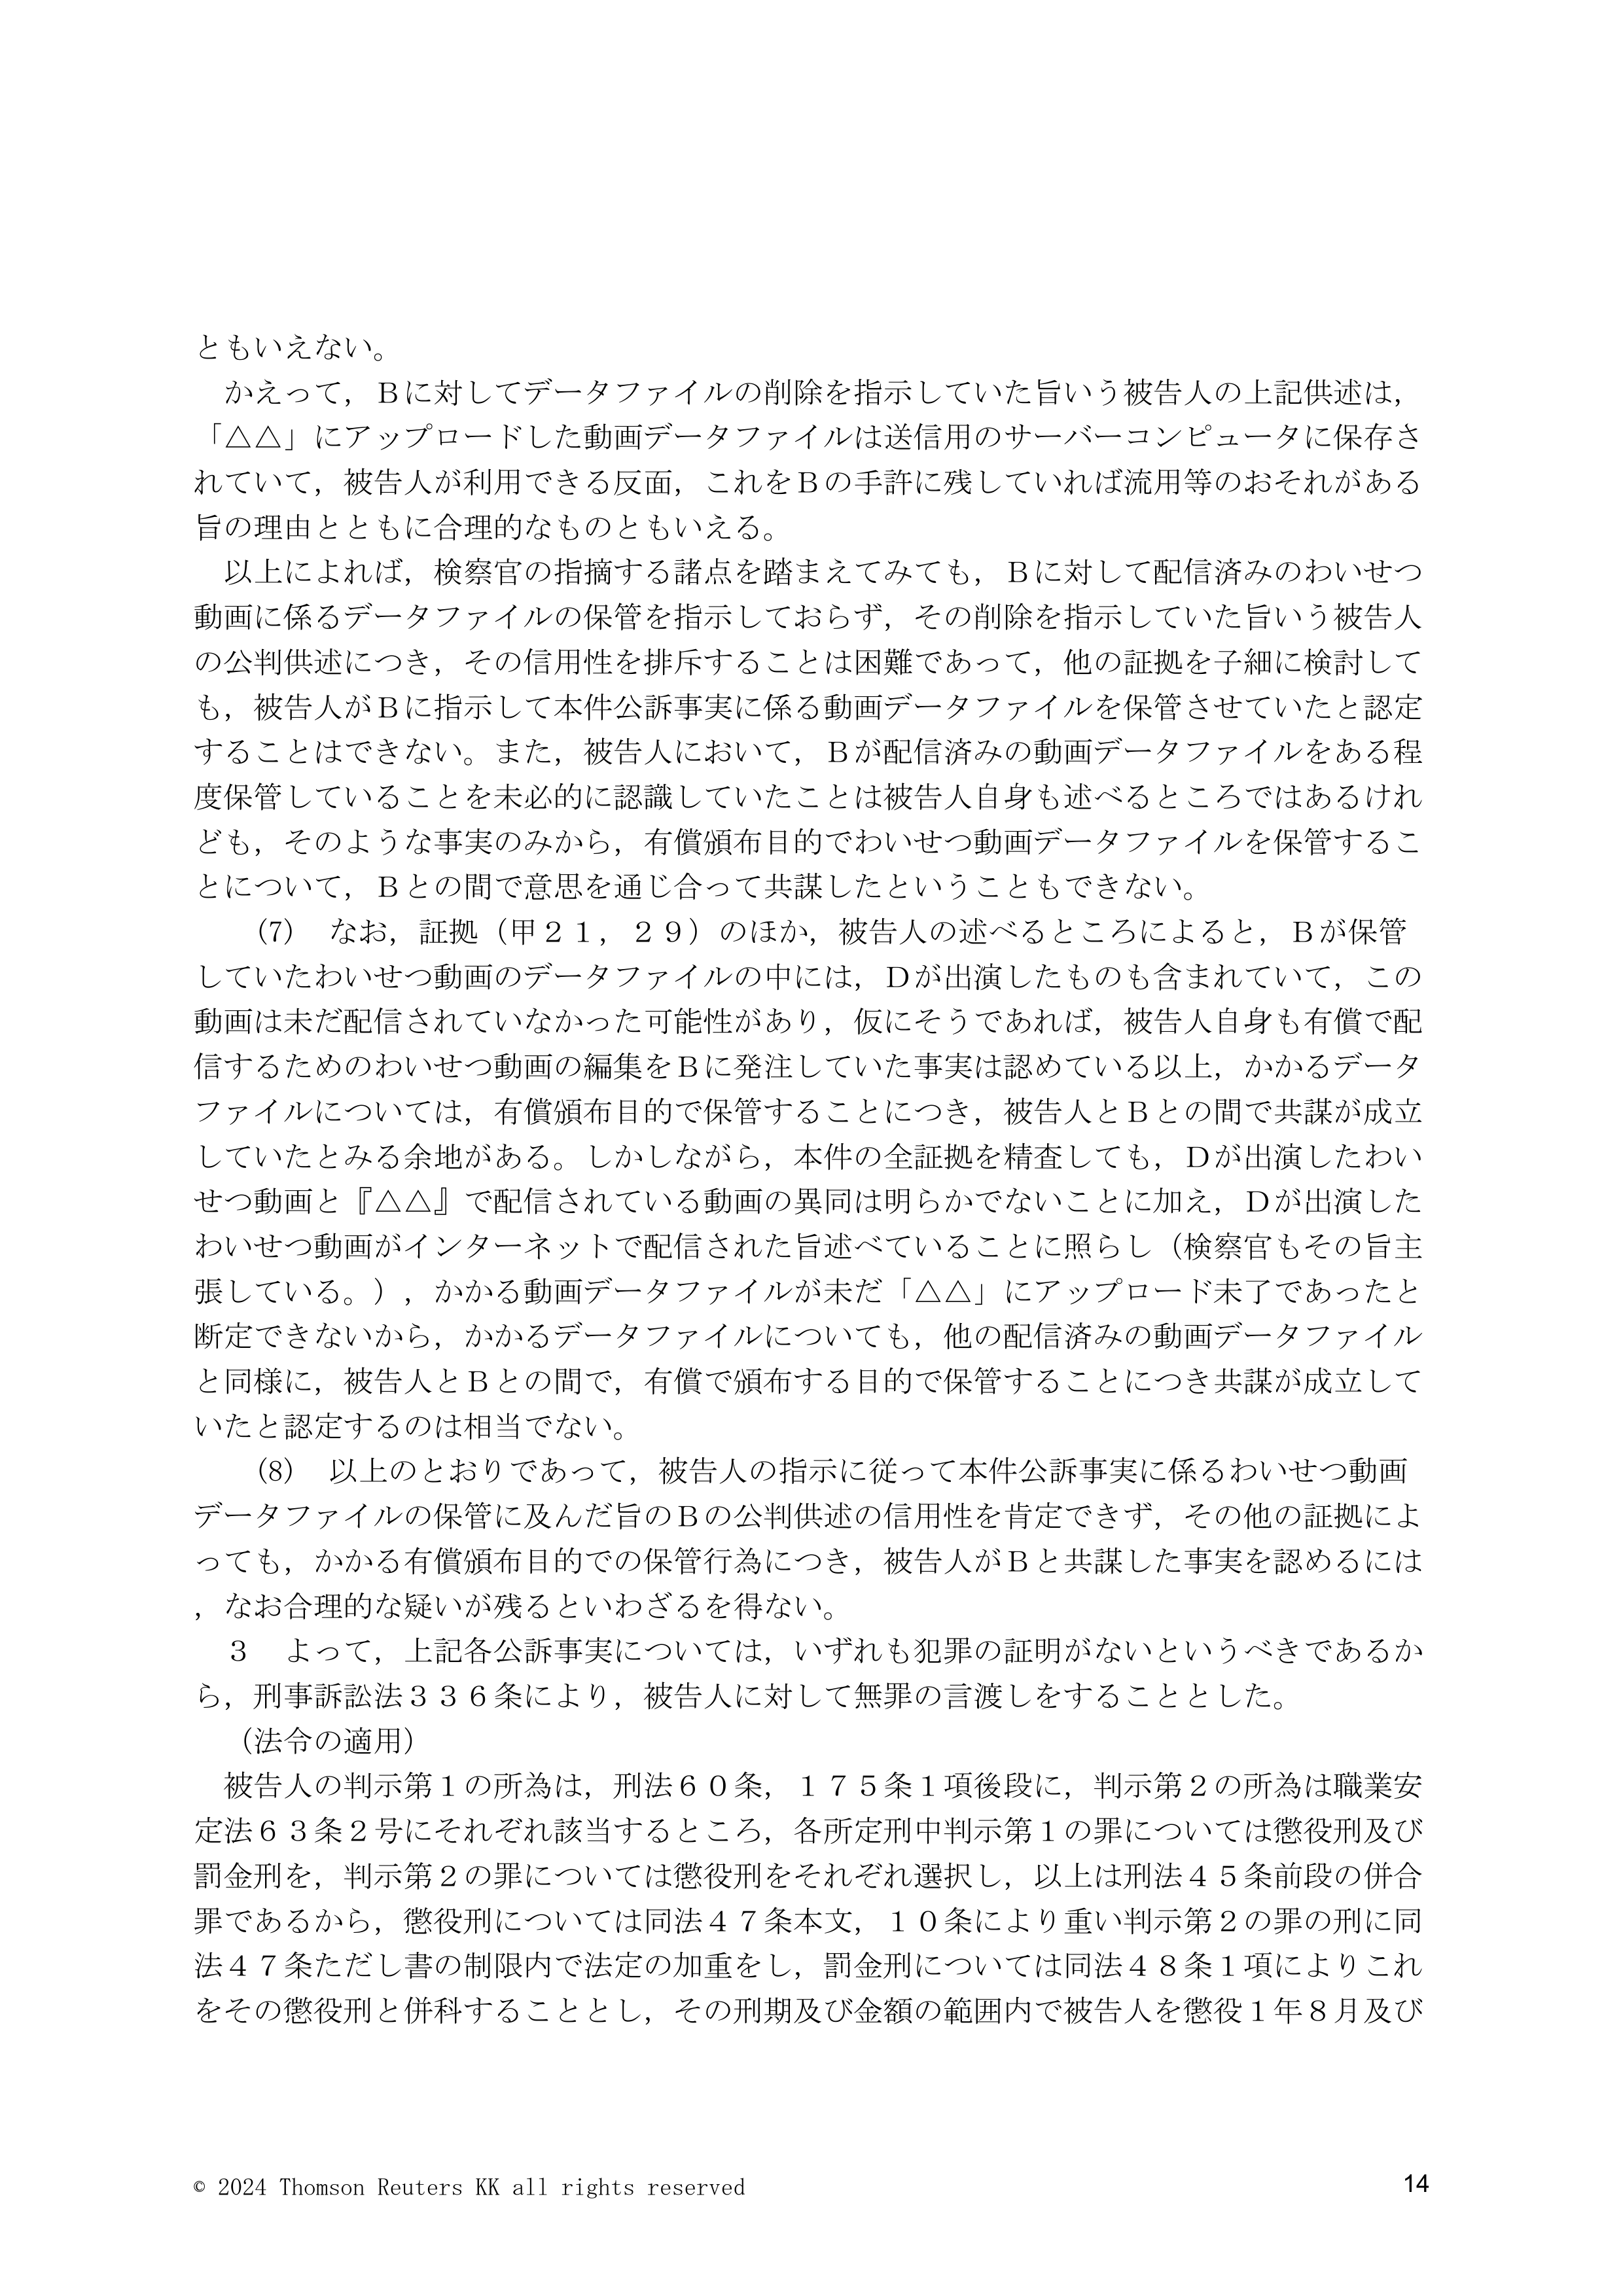 ともいえない。
　かえって，Ｂに対してデータファイルの削除を指示していた旨いう被告人の上記供述は，
「△△」にアップロードした動画データファイルは送信用のサーバーコンピュータに保存さ
れていて，被告人が利用できる反面，これをＢの手許に残していれば流用等のおそれがある
旨の理由とともに合理的なものともいえる。
　以上によれば，検察官の指摘する諸点を踏まえてみても，Ｂに対して配信済みのわいせつ
動画に係るデータファイルの保管を指示しておらず，その削除を指示していた旨いう被告人
の公判供述につき，その信用性を排斥することは困難であって，他の証拠を子細に検討して
も，被告人がＢに指示して本件公訴事実に係る動画データファイルを保管させていたと認定
することはできない。また，被告人において，Ｂが配信済みの動画データファイルをある程
度保管していることを未必的に認識していたことは被告人自身も述べるところではあるけれ
ども，そのような事実のみから，有償頒布目的でわいせつ動画データファイルを保管するこ
とについて，Ｂとの間で意思を通じ合って共謀したということもできない。
　　(7)　なお，証拠（甲２１，２９）のほか，被告人の述べるところによると，Ｂが保管
していたわいせつ動画のデータファイルの中には，Ｄが出演したものも含まれていて，この
動画は未だ配信されていなかった可能性があり，仮にそうであれば，被告人自身も有償で配
信するためのわいせつ動画の編集をＢに発注していた事実は認めている以上，かかるデータ
ファイルについては，有償頒布目的で保管することにつき，被告人とＢとの間で共謀が成立
していたとみる余地がある。しかしながら，本件の全証拠を精査しても，Ｄが出演したわい
せつ動画と『△△』で配信されている動画の異同は明らかでないことに加え，Ｄが出演した
わいせつ動画がインターネットで配信された旨述べていることに照らし（検察官もその旨主
張している。），かかる動画データファイルが未だ「△△」にアップロード未了であったと
断定できないから，かかるデータファイルについても，他の配信済みの動画データファイル
と同様に，被告人とＢとの間で，有償で頒布する目的で保管することにつき共謀が成立して
いたと認定するのは相当でない。
　　(8)　以上のとおりであって，被告人の指示に従って本件公訴事実に係るわいせつ動画
データファイルの保管に及んだ旨のＢの公判供述の信用性を肯定できず，その他の証拠によ
っても，かかる有償頒布目的での保管行為につき，被告人がＢと共謀した事実を認めるには
，なお合理的な疑いが残るといわざるを得ない。
　３　よって，上記各公訴事実については，いずれも犯罪の証明がないというべきであるか
ら，刑事訴訟法３３６条により，被告人に対して無罪の言渡しをすることとした。
　（法令の適用）
　被告人の判示第１の所為は，刑法６０条，１７５条１項後段に，判示第２の所為は職業安
定法６３条２号にそれぞれ該当するところ，各所定刑中判示第１の罪については懲役刑及び
罰金刑を，判示第２の罪については懲役刑をそれぞれ選択し，以上は刑法４５条前段の併合
罪であるから，懲役刑については同法４７条本文，１０条により重い判示第２の罪の刑に同
法４７条ただし書の制限内で法定の加重をし，罰金刑については同法４８条１項によりこれ
をその懲役刑と併科することとし，その刑期及び金額の範囲内で被告人を懲役１年８月及び
© 2024 Thomson Reuters KK all rights reserved
14